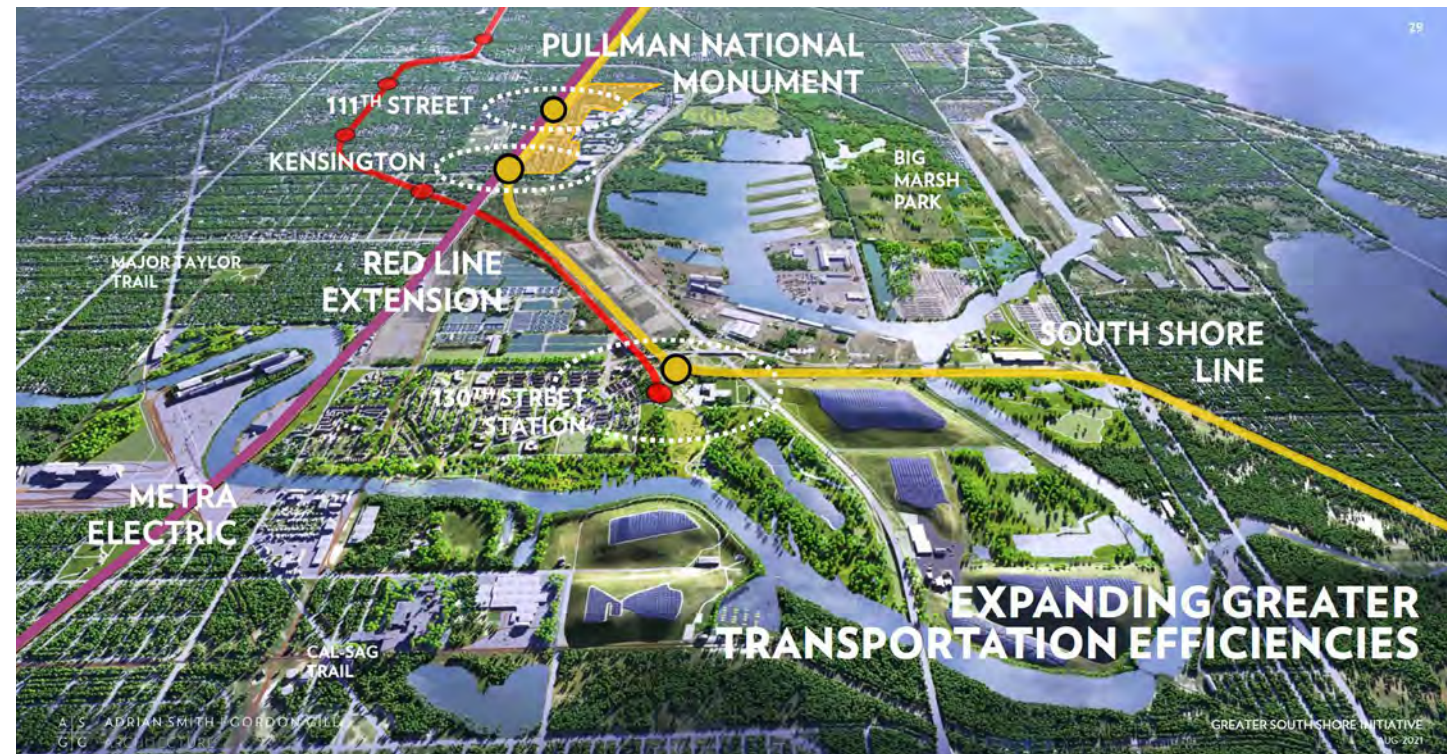 28
PULLMAN NATIONAL
MONUMENT
111TH STREET
KENSINGTON
BIG
MARSH
PARK
MAJOR TAYLOR
TRAIL
RED LINE
EXTENSION
SOUTH SHORE
LINE
130TH STREET
STATION
METRA
ELECTRIC
EXPANDING GREATER
TRANSPORTATION EFFICIENCIES
CAL-SAG
TRAIL
A S ADRIAN SMITH + GORDON GILL
G G ARCHITECTURE
GREATER SOUTH SHORE INITIATIVE
AUG 2021